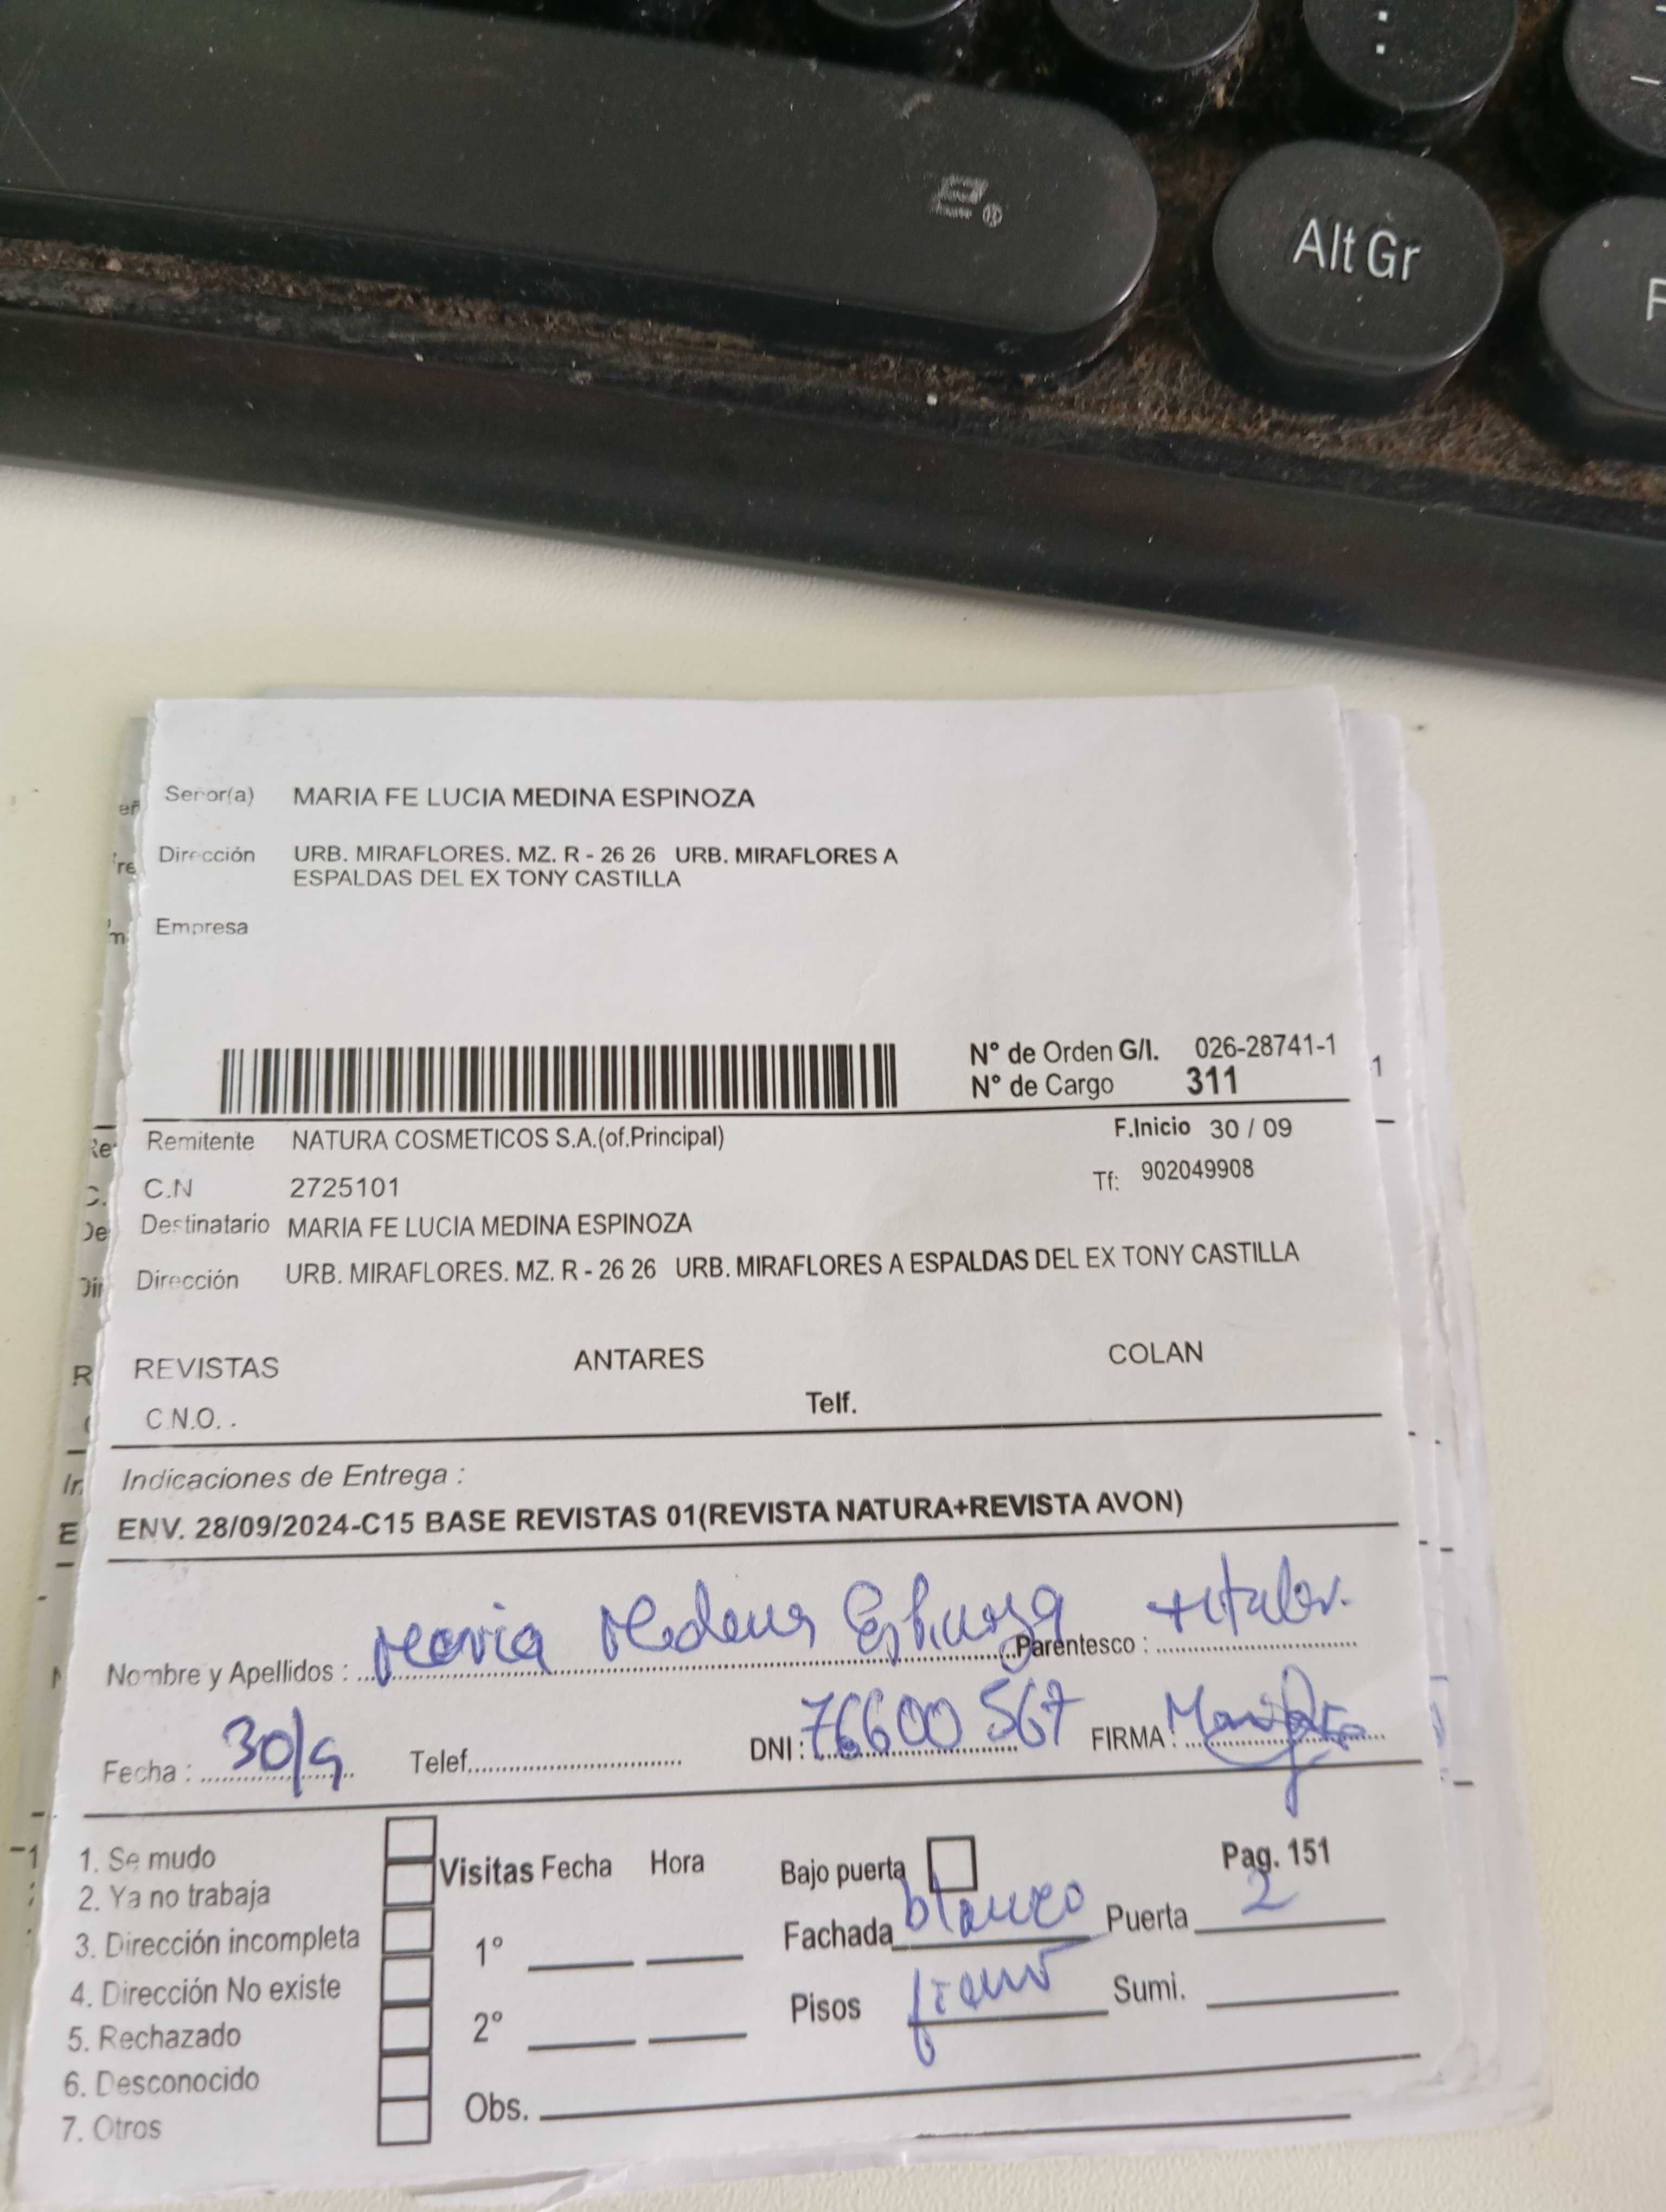 Alt Gr
Señor(a) MARIA FE LUCIA MEDINA ESPINOZA
Dirección URB. MIRAFLORES. MZ. R - 26 26 URB. MIRAFLORES A
ESPALDAS DEL EX TONY CASTILLA
Empresa
N° de Orden G/I. 026-28741-1
N° de Cargo 311
1
Remitente NATURA COSMETICOS S.A.(of.Principal) F.Inicio 30 / 09
C.N 2725101 Tf: 902049908
Destinatario MARIA FE LUCIA MEDINA ESPINOZA
Dirección URB. MIRAFLORES. MZ. R - 26 26 URB. MIRAFLORES A ESPALDAS DEL EX TONY CASTILLA
REVISTAS ANTARES COLAN
C.N.O. . Telf.
Indicaciones de Entrega :
ENV. 28/09/2024-C15 BASE REVISTAS 01(REVISTA NATURA+REVISTA AVON)
Nombre y Apellidos : Maria Medina Espinoza Parentesco : titular.
Fecha : 30/9 Telef. DNI : 76600567 FIRMA :
1. Se mudo
2. Ya no trabaja
3. Dirección incompleta
4. Dirección No existe
5. Rechazado
6. Desconocido
7. Otros
Visitas Fecha Hora
1°
2°
Obs.
Bajo puerta Pag. 151
Fachada blanco Puerta 2
Pisos Sumi.